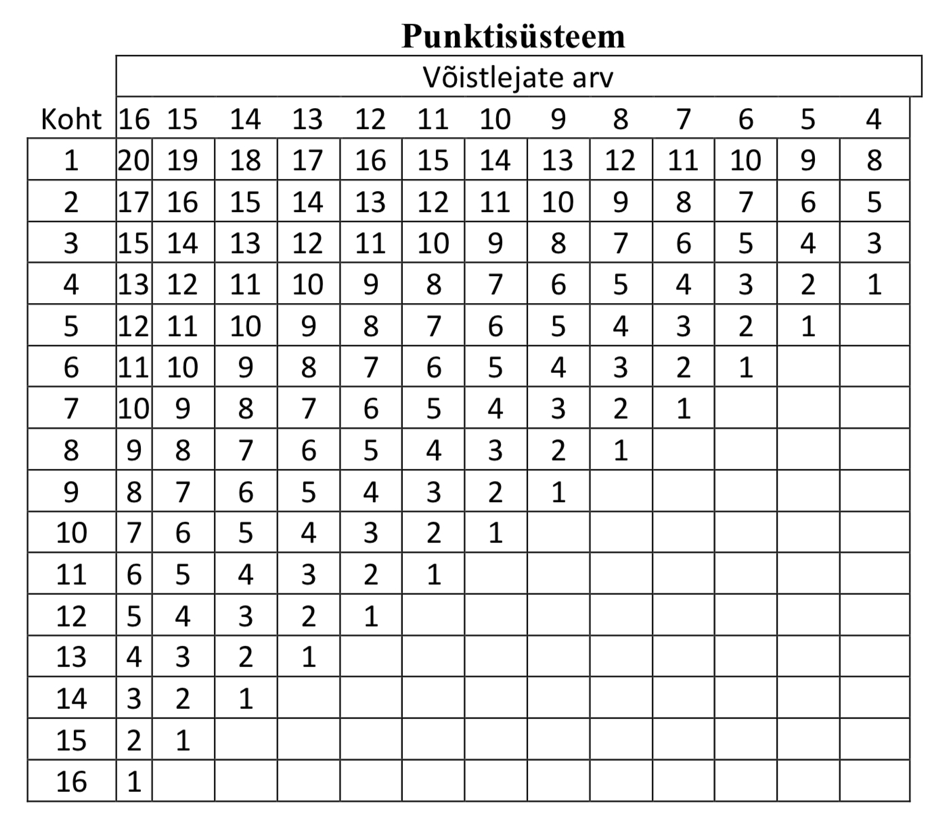 Punktisüsteem
Võistlejate arv
Koht 16 15 14 13 12 11 10 9 8 7 6 5 4
1 20 19 18 17 16 15 14 13 12 11 10 9 8
2 17 16 15 14 13 12 11 10 9 8 7 6 5
3 15 14 13 12 11 10 9 8 7 6 5 4 3
4 13 12 11 10 9 8 7 6 5 4 3 2 1
5 12 11 10 9 8 7 6 5 4 3 2 1
6 11 10 9 8 7 6 5 4 3 2 1
7 10 9 8 7 6 5 4 3 2 1
8 9 8 7 6 5 4 3 2 1
9 8 7 6 5 4 3 2 1
10 7 6 5 4 3 2 1
11 6 5 4 3 2 1
12 5 4 3 2 1
13 4 3 2 1
14 3 2 1
15 2 1
16 1